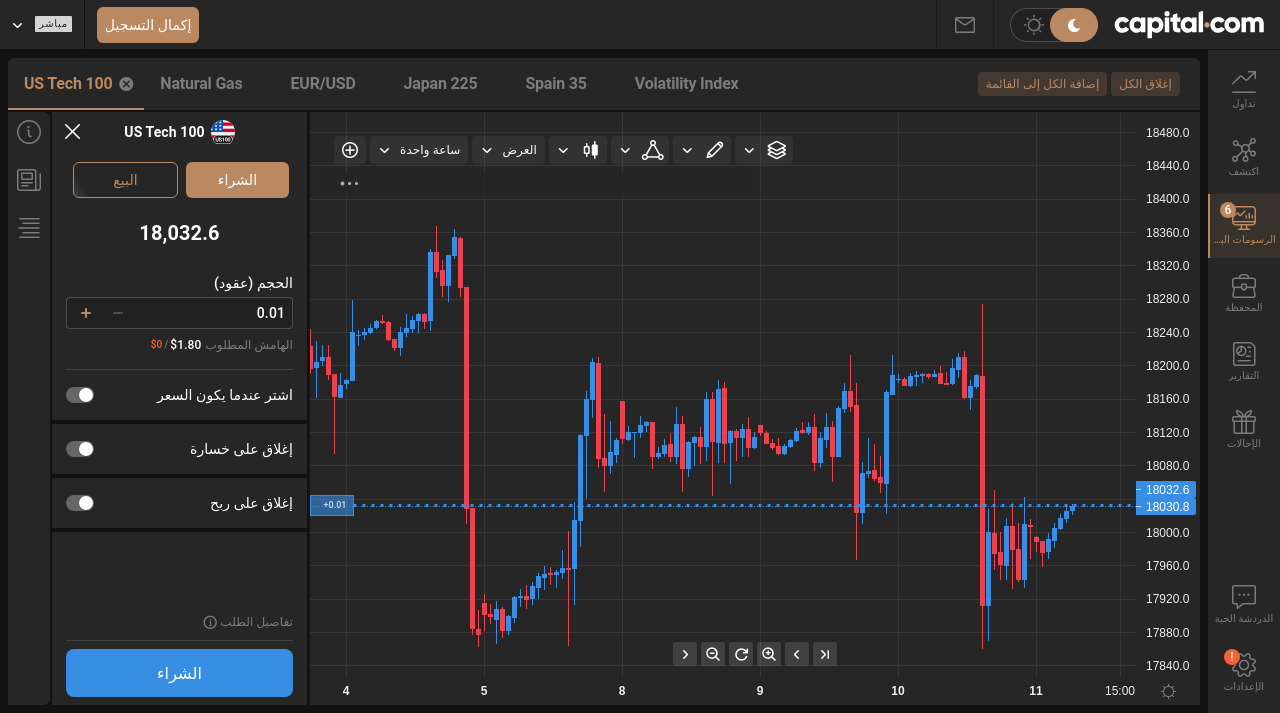 capital.com
إكمال التسجيل
مباشر
إغلاق الكل
إضافة الكل إلى القائمة
US Tech 100
Natural Gas
EUR/USD
Japan 225
Spain 35
Volatility Index
تداول
اكتشف
6
الرسومات الب...
المحفظة
التقارير
الإحالات
الدردشة الحية
!
الإعدادات
US Tech 100
US100
الشراء
البيع
18,032.6
الحجم (عقود)
0.01
الهامش المطلوب $1.80 / $0
اشتر عندما يكون السعر
إغلاق على خسارة
إغلاق على ربح
تفاصيل الطلب
الشراء
ساعة واحدة
العرض
+0.01
18480.0
18440.0
18400.0
18360.0
18320.0
18280.0
18240.0
18200.0
18160.0
18120.0
18080.0
18032.6
18030.8
18000.0
17960.0
17920.0
17880.0
17840.0
4
5
8
9
10
11
15:00